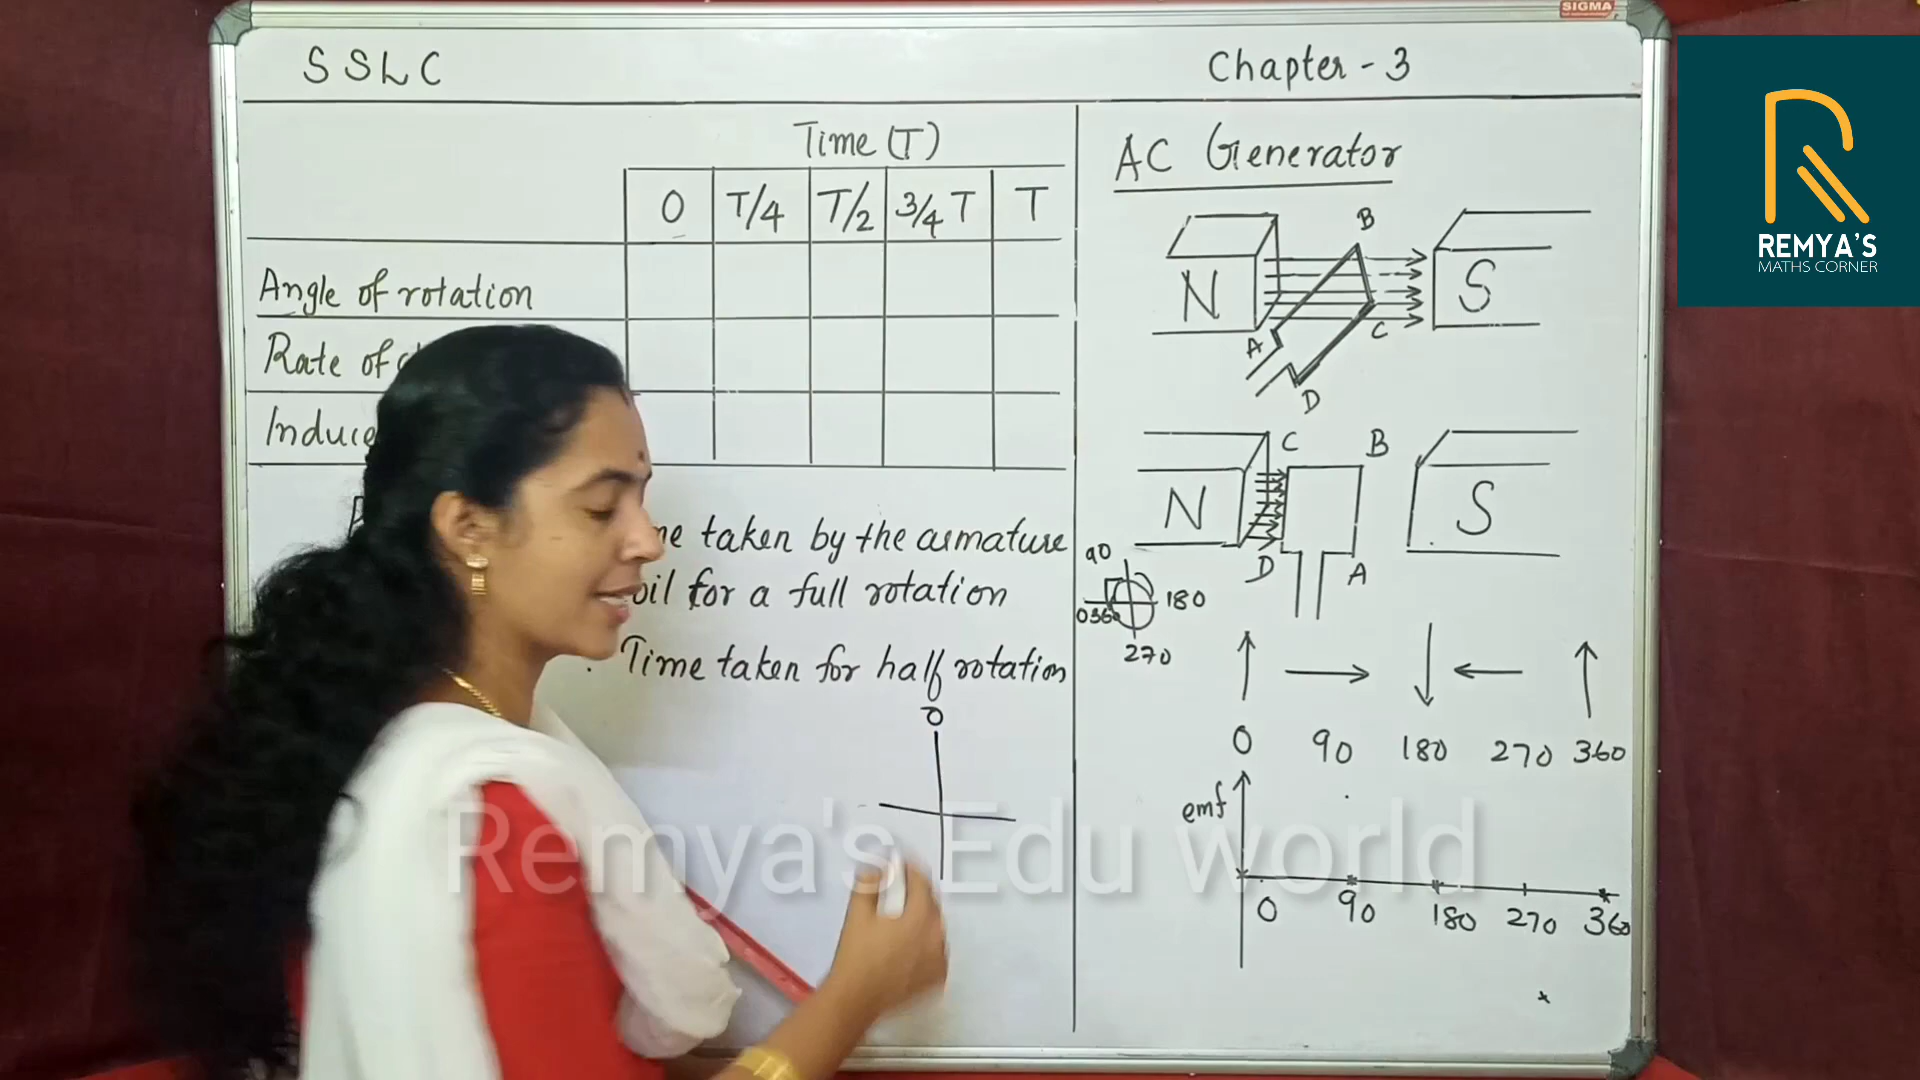 SIGMA
SSLC
Chapter - 3
R
REMYA'S
MATHS CORNER
Time (T)
0 T/4 T/2 3/4 T T
Angle of rotation
Rate of
Induce
taken by the armature
for a full rotation
Time taken for half rotation
0
AC Generator
B
N S
A C
D
C B
N S
D A
90
0 360 180
270
0 90 180 270 360
emf
0 90 180 270 360
Remya's Edu world